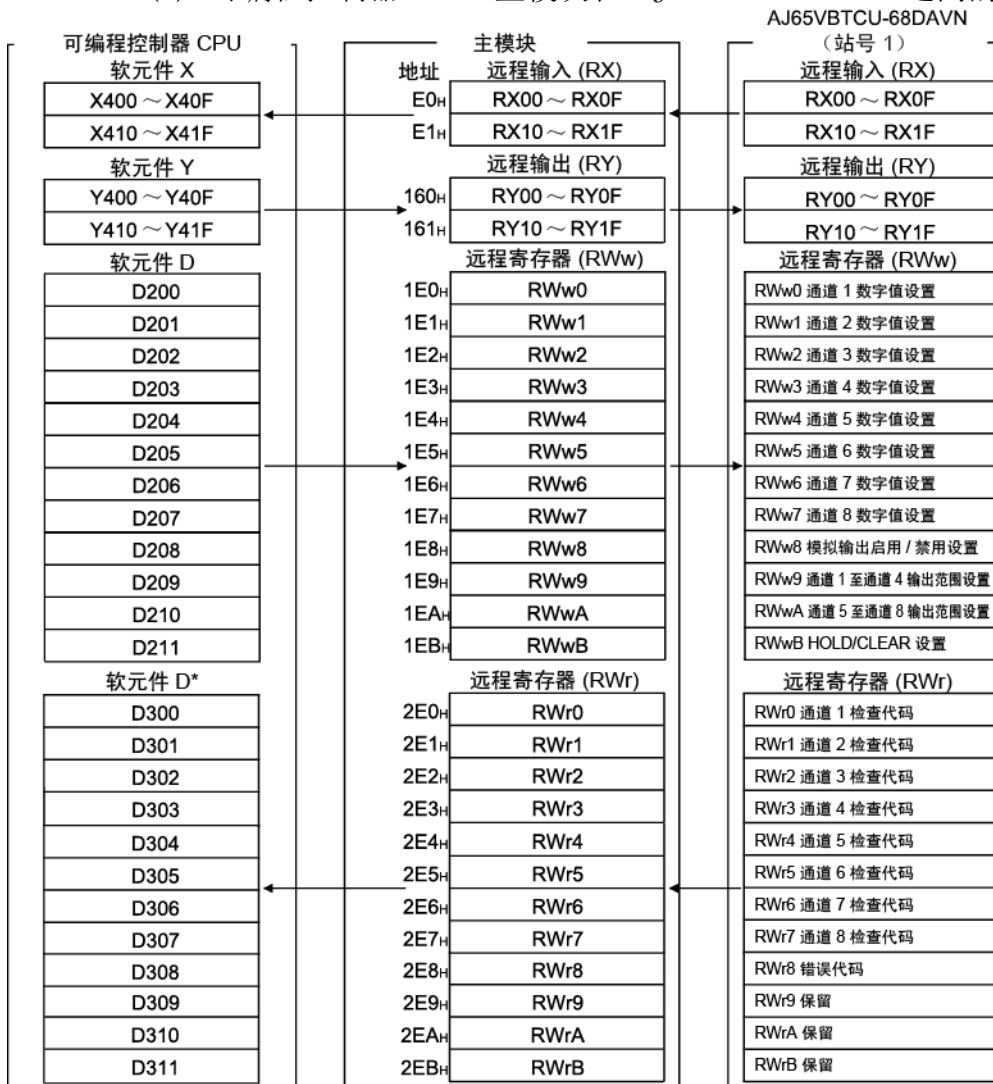 AJ65VBTCU-68DAVN
可编程控制器 CPU 主模块 （站号 1）
软元件 X 地址 远程输入 (RX) 远程输入 (RX)
X400～X40F E0H RX00～RX0F RX00～RX0F
X410～X41F E1H RX10～RX1F RX10～RX1F
软元件 Y 远程输出 (RY) 远程输出 (RY)
Y400～Y40F 160H RY00～RY0F RY00～RY0F
Y410～Y41F 161H RY10～RY1F RY10～RY1F
软元件 D 远程寄存器 (RWw) 远程寄存器 (RWw)
D200 1E0H RWw0 RWw0 通道 1 数字值设置
D201 1E1H RWw1 RWw1 通道 2 数字值设置
D202 1E2H RWw2 RWw2 通道 3 数字值设置
D203 1E3H RWw3 RWw3 通道 4 数字值设置
D204 1E4H RWw4 RWw4 通道 5 数字值设置
D205 1E5H RWw5 RWw5 通道 6 数字值设置
D206 1E6H RWw6 RWw6 通道 7 数字值设置
D207 1E7H RWw7 RWw7 通道 8 数字值设置
D208 1E8H RWw8 RWw8 模拟输出启用 / 禁用设置
D209 1E9H RWw9 RWw9 通道 1 至通道 4 输出范围设置
D210 1EAH RWwA RWwA 通道 5 至通道 8 输出范围设置
D211 1EBH RWwB RWwB HOLD/CLEAR 设置
软元件 D* 远程寄存器 (RWr) 远程寄存器 (RWr)
D300 2E0H RWr0 RWr0 通道 1 检查代码
D301 2E1H RWr1 RWr1 通道 2 检查代码
D302 2E2H RWr2 RWr2 通道 3 检查代码
D303 2E3H RWr3 RWr3 通道 4 检查代码
D304 2E4H RWr4 RWr4 通道 5 检查代码
D305 2E5H RWr5 RWr5 通道 6 检查代码
D306 2E6H RWr6 RWr6 通道 7 检查代码
D307 2E7H RWr7 RWr7 通道 8 检查代码
D308 2E8H RWr8 RWr8 错误代码
D309 2E9H RWr9 RWr9 保留
D310 2EAH RWrA RWrA 保留
D311 2EBH RWrB RWrB 保留